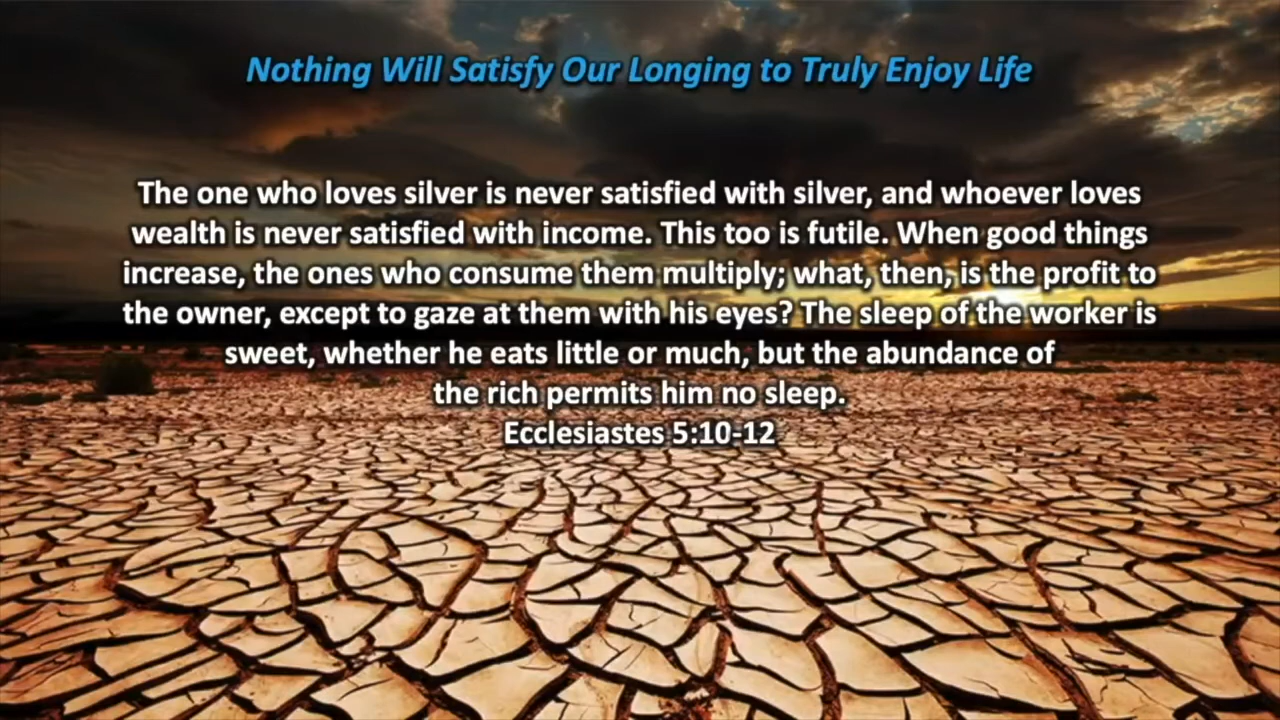 Nothing Will Satisfy Our Longing to Truly Enjoy Life
The one who loves silver is never satisfied with silver, and whoever loves
wealth is never satisfied with income. This too is futile. When good things
increase, the ones who consume them multiply; what, then, is the profit to
the owner, except to gaze at them with his eyes? The sleep of the worker is
sweet, whether he eats little or much, but the abundance of
the rich permits him no sleep.
Ecclesiastes 5:10-12